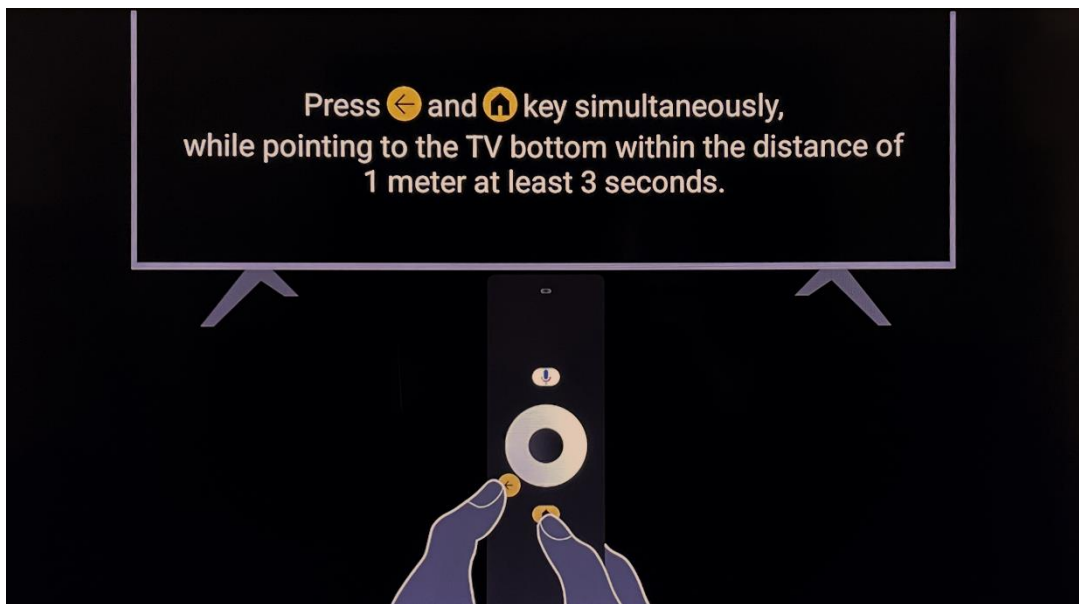 Press ← and key simultaneously,
while pointing to the TV bottom within the distance of
1 meter at least 3 seconds.